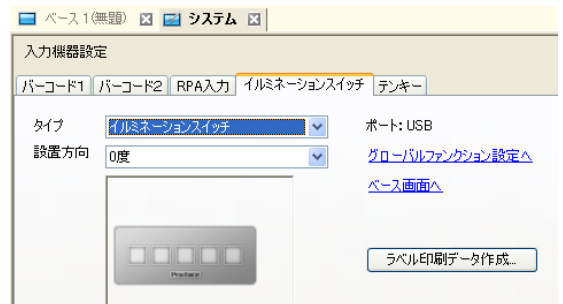 ベース 1(無題)
システム
入力機器設定
バーコード1
バーコード2
RPA入力
イルミネーションスイッチ
テンキー
タイプ
イルミネーションスイッチ
ポート: USB
設置方向
0度
グローバルファンクション設定へ
ベース画面へ
Pro-face
ラベル印刷データ作成...